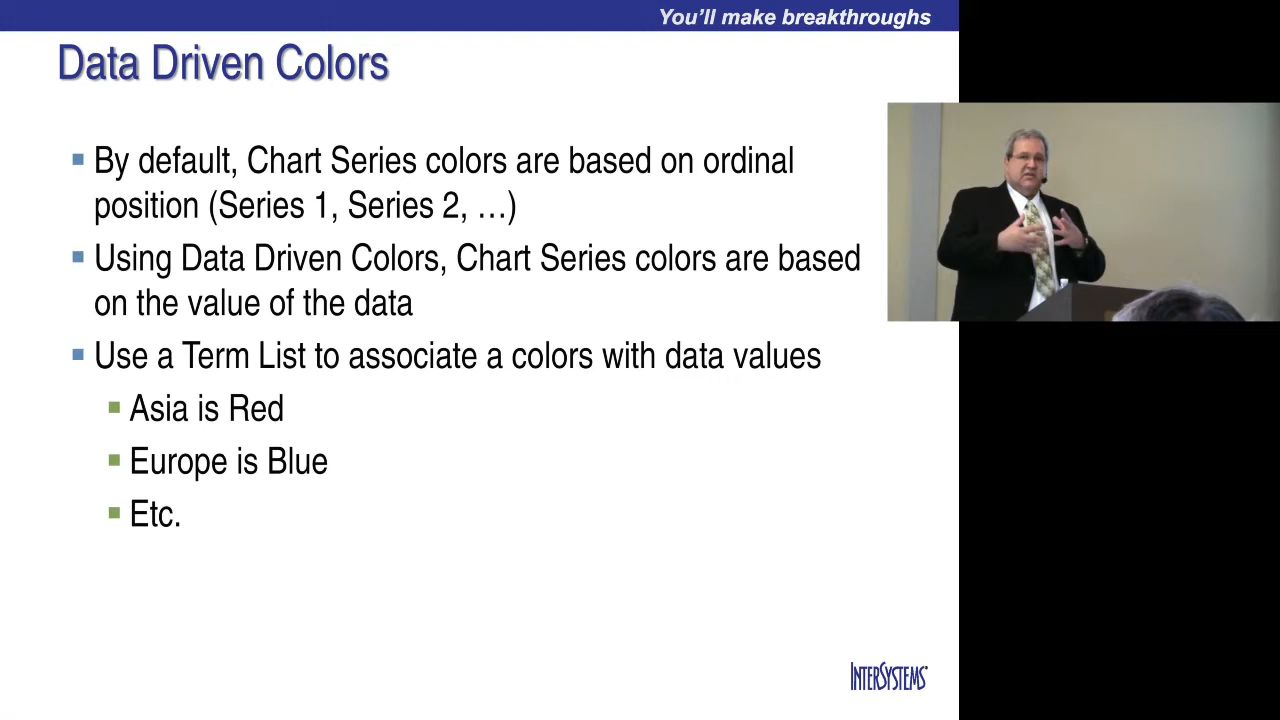 You'll make breakthroughs
Data Driven Colors
By default, Chart Series colors are based on ordinal
position (Series 1, Series 2, …)
Using Data Driven Colors, Chart Series colors are based
on the value of the data
Use a Term List to associate a colors with data values
Asia is Red
Europe is Blue
Etc.
INTERSYSTEMS